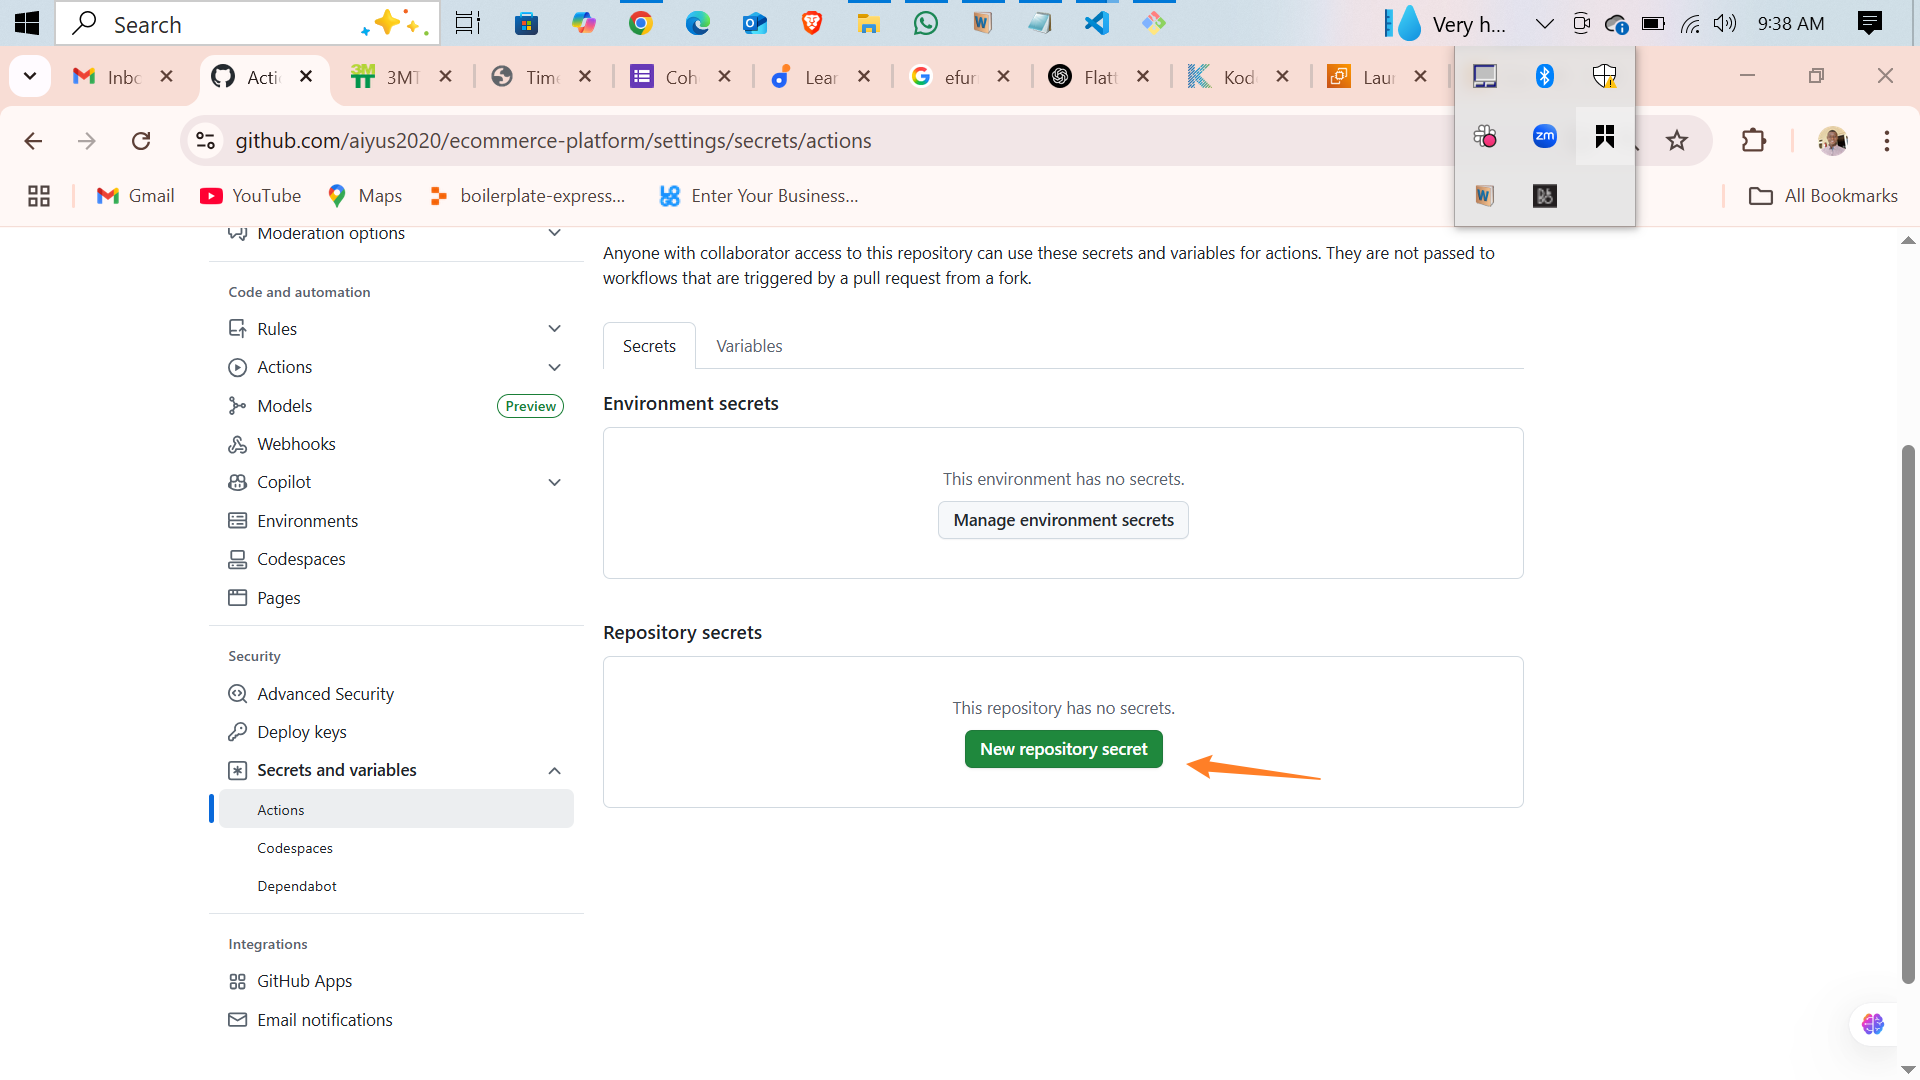 Search
Very h...
9:38 AM
Inbo
Actio
3MT
Time
Coh
Lear
efur
Flatt
Kod
Laur
github.com/aiyus2020/ecommerce-platform/settings/secrets/actions
zm
W
Gmail
YouTube
Maps
boilerplate-express...
Enter Your Business...
All Bookmarks
Moderation options
Code and automation
Rules
Actions
Models
Preview
Webhooks
Copilot
Environments
Codespaces
Pages
Security
Advanced Security
Deploy keys
Secrets and variables
Actions
Codespaces
Dependabot
Integrations
GitHub Apps
Email notifications
Anyone with collaborator access to this repository can use these secrets and variables for actions. They are not passed to
workflows that are triggered by a pull request from a fork.
Secrets
Variables
Environment secrets
This environment has no secrets.
Manage environment secrets
Repository secrets
This repository has no secrets.
New repository secret